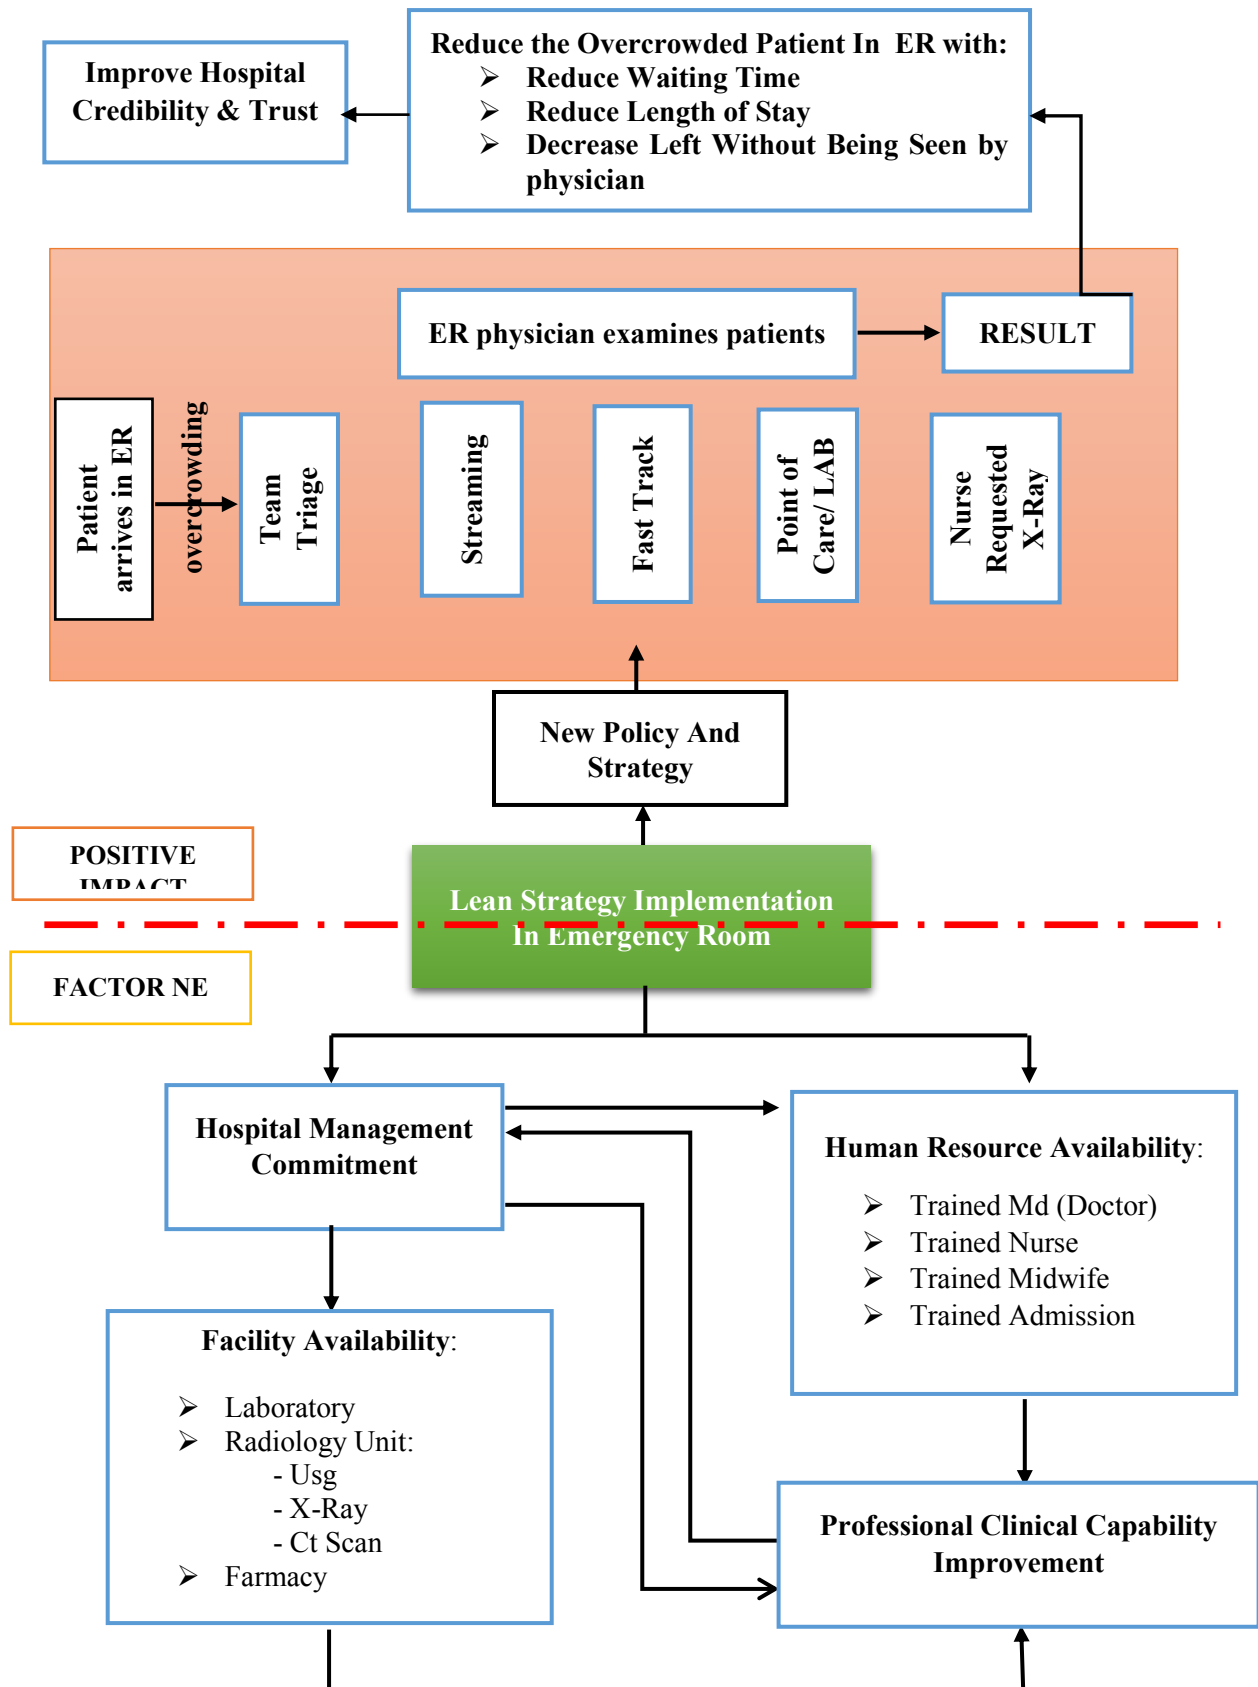 Improve Hospital
Credibility & Trust
Reduce the Overcrowded Patient In ER with:
➢ Reduce Waiting Time
➢ Reduce Length of Stay
➢ Decrease Left Without Being Seen by
physician
ER physician examines patients
RESULT
Patient
arrives in ER
overcrowding
Team
Triage
Streaming
Fast Track
Point of
Care/ LAB
Nurse
Requested
X-Ray
New Policy And
Strategy
POSITIVE
IMPACT
Lean Strategy Implementation
In Emergency Room
FACTOR NE
Hospital Management
Commitment
Human Resource Availability:
➢ Trained Md (Doctor)
➢ Trained Nurse
➢ Trained Midwife
➢ Trained Admission
Facility Availability:
➢ Laboratory
➢ Radiology Unit:
- Usg
- X-Ray
- Ct Scan
➢ Farmacy
Professional Clinical Capability
Improvement